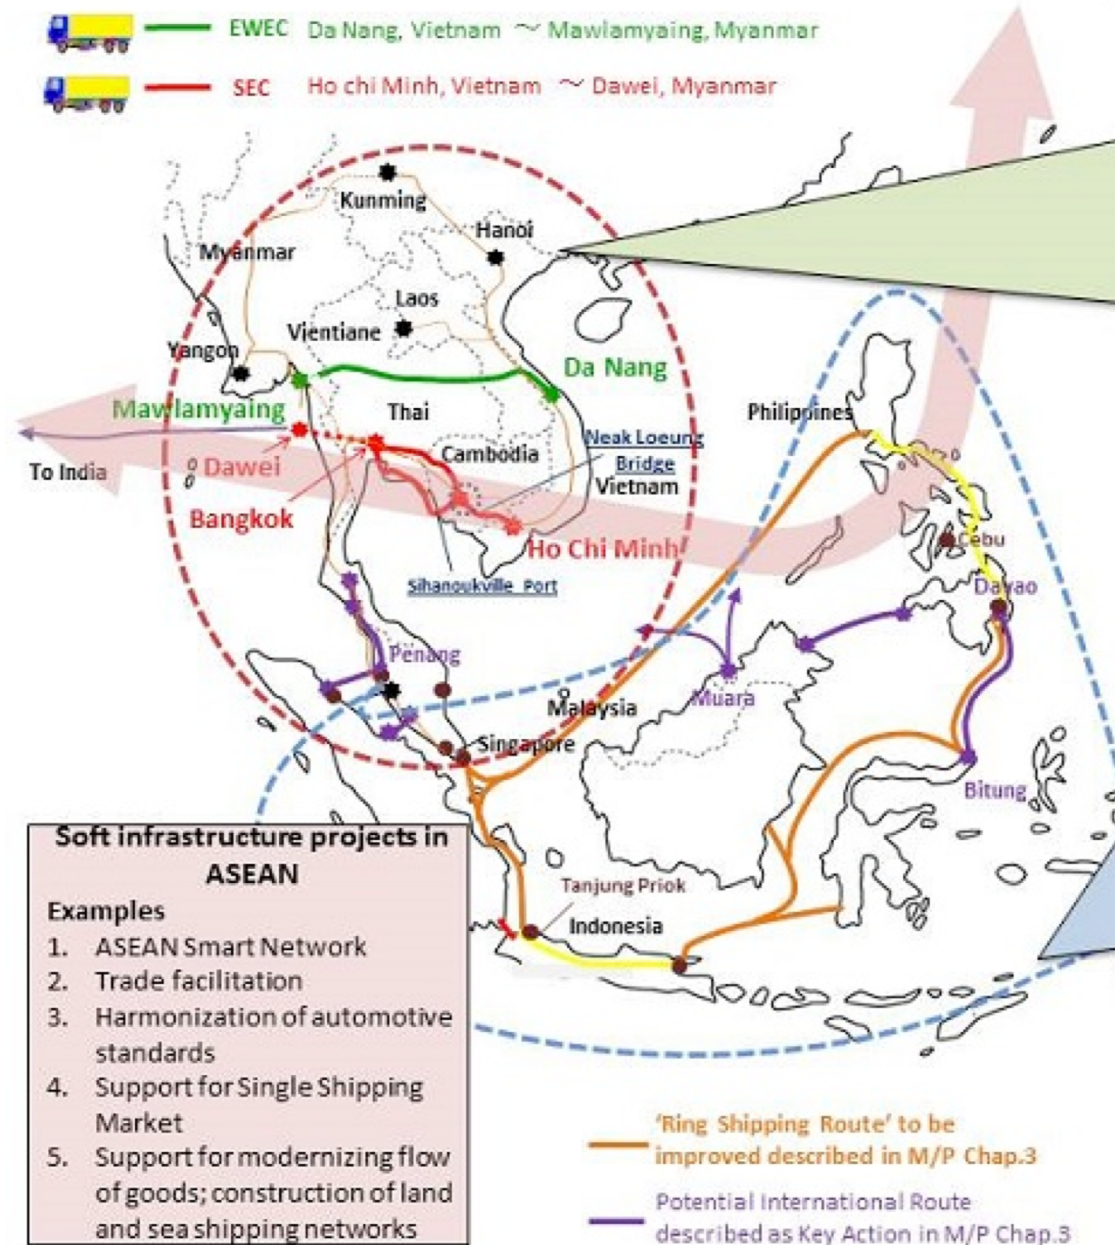 EWEC Da Nang, Vietnam ~ Mawlamyaing, Myanmar
SEC Ho chi Minh, Vietnam ~ Dawei, Myanmar
Kunming
Hanoi
Myanmar
Laos
Vientiane
Yangon
Da Nang
Mawlamyaing
Thai
Philippines
Neak Loeung
Bridge
Cambodia
Dawei
To India
Vietnam
Bangkok
Ho Chi Minh
Cebu
Sihanoukville Port
Davao
Penang
Muara
Malaysia
Singapore
Bitung
Soft infrastructure projects in
ASEAN
Examples
1. ASEAN Smart Network
2. Trade facilitation
3. Harmonization of automotive
standards
4. Support for Single Shipping
Market
5. Support for modernizing flow
of goods; construction of land
and sea shipping networks
Tanjung Priok
Indonesia
'Ring Shipping Route' to be
improved described in M/P Chap.3
Potential International Route
described as Key Action in M/P Chap.3